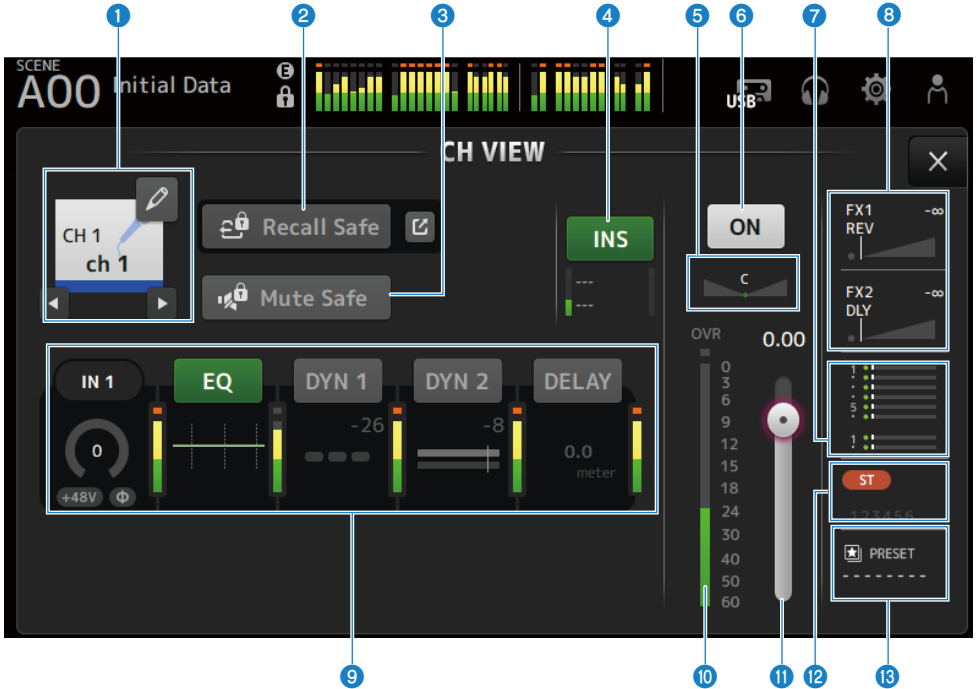 1 2 3 4 5 6 7 8
SCENE
A00 Initial Data
E
USB
CH VIEW
CH 1
ch 1
Recall Safe
Mute Safe
INS
---
---
ON
C
OVR
0.00
0
3
6
9
12
15
18
24
30
40
50
60
FX1 -∞
REV
FX2 -∞
DLY
1
5
1
ST
123456
PRESET
--------
IN 1
EQ
DYN 1
DYN 2
DELAY
0
-26
-8
0.0
meter
+48V Φ
9 10 11 12 13